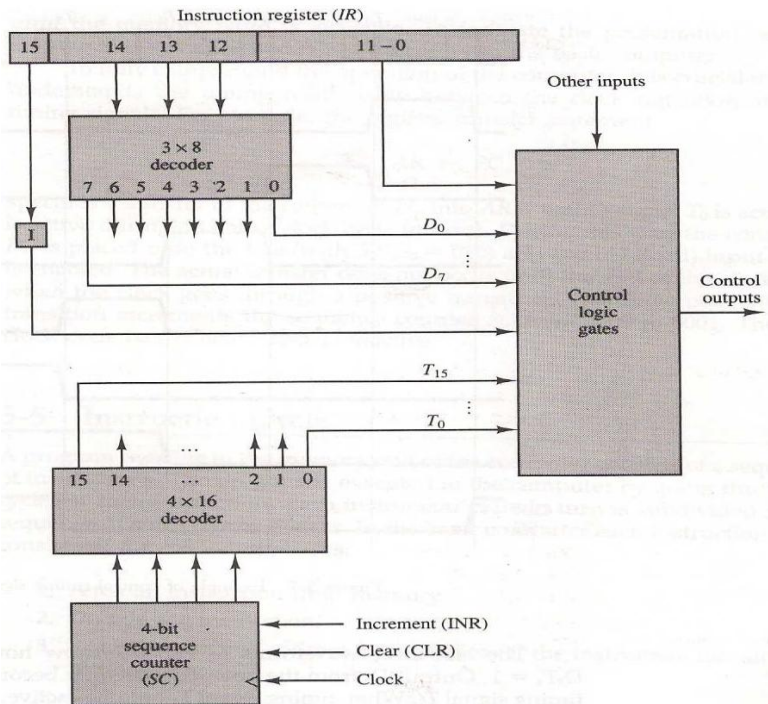 Instruction register (IR)
15 14 13 12 11 – 0
Other inputs
3 × 8
decoder
7 6 5 4 3 2 1 0
I
D0
⋮
D7
Control
logic
gates
Control
outputs
T15
⋮
T0
15 14 ... 2 1 0
4 × 16
decoder
4-bit
sequence
counter
(SC)
Increment (INR)
Clear (CLR)
Clock